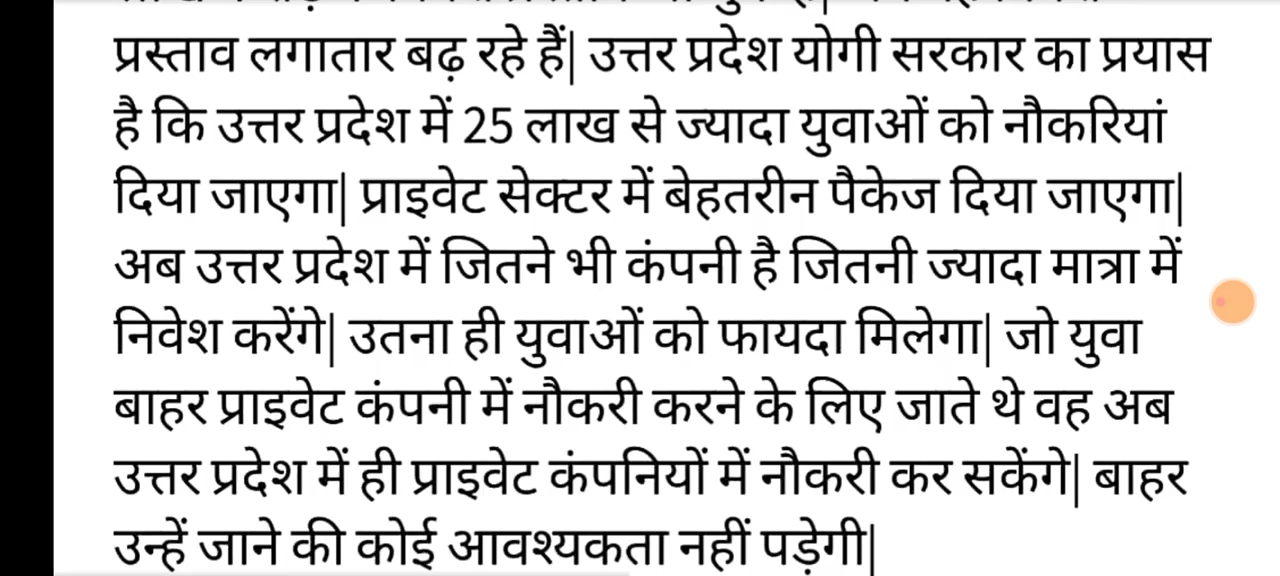 प्रस्ताव लगातार बढ़ रहे हैं| उत्तर प्रदेश योगी सरकार का प्रयास
है कि उत्तर प्रदेश में 25 लाख से ज्यादा युवाओं को नौकरियां
दिया जाएगा| प्राइवेट सेक्टर में बेहतरीन पैकेज दिया जाएगा|
अब उत्तर प्रदेश में जितने भी कंपनी है जितनी ज्यादा मात्रा में
निवेश करेंगे| उतना ही युवाओं को फायदा मिलेगा| जो युवा
बाहर प्राइवेट कंपनी में नौकरी करने के लिए जाते थे वह अब
उत्तर प्रदेश में ही प्राइवेट कंपनियों में नौकरी कर सकेंगे| बाहर
उन्हें जाने की कोई आवश्यकता नहीं पड़ेगी|